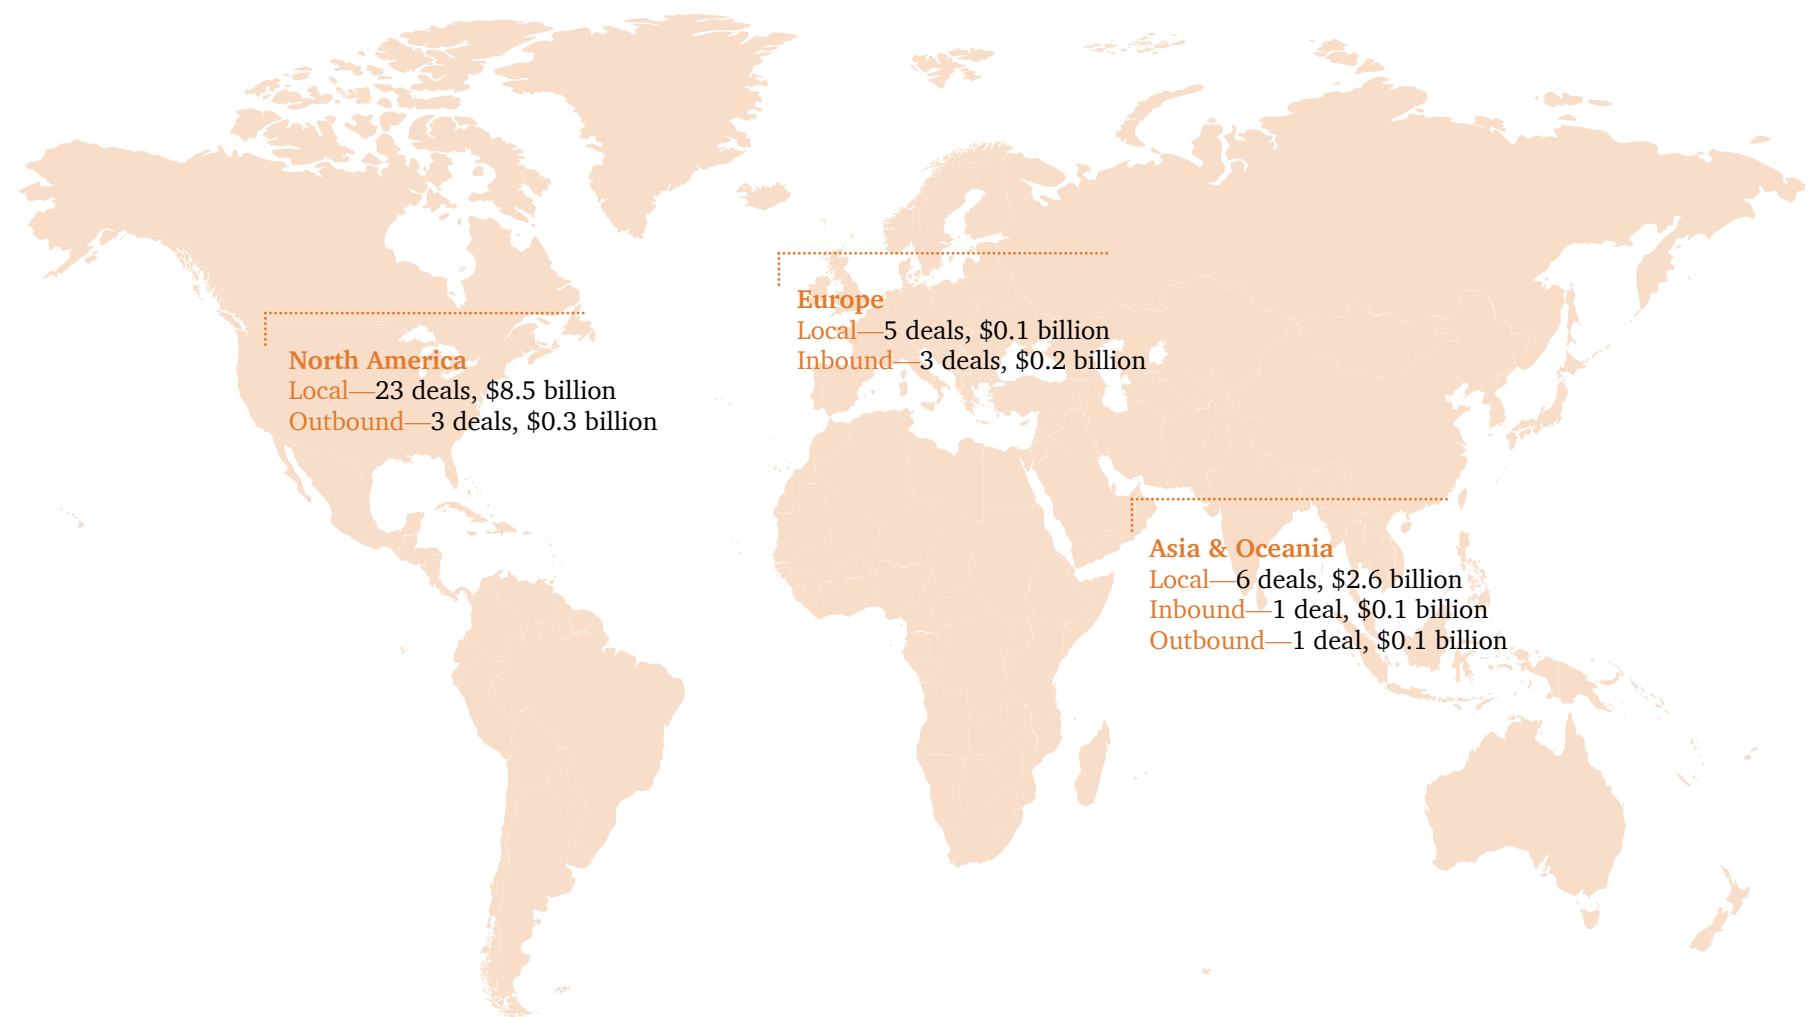 Europe
Local—5 deals, $0.1 billion
Inbound—3 deals, $0.2 billion
North America
Local—23 deals, $8.5 billion
Outbound—3 deals, $0.3 billion
Asia & Oceania
Local—6 deals, $2.6 billion
Inbound—1 deal, $0.1 billion
Outbound—1 deal, $0.1 billion